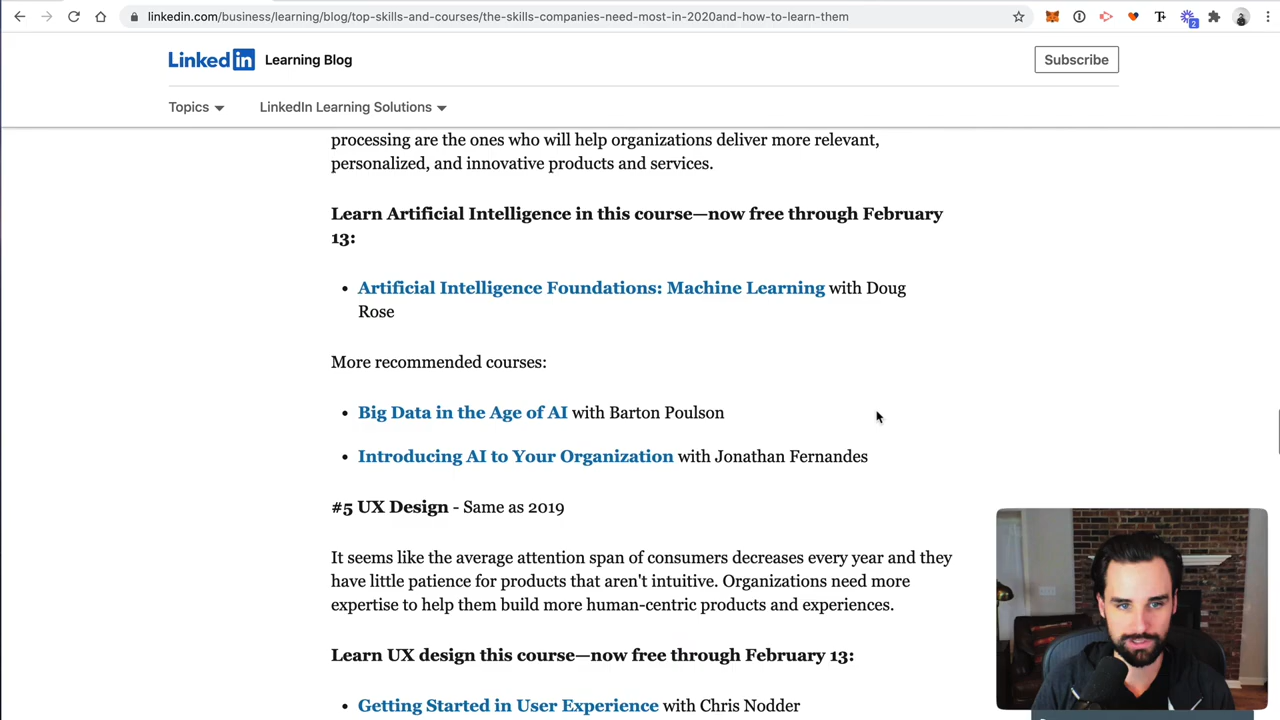 linkedin.com/business/learning/blog/top-skills-and-courses/the-skills-companies-need-most-in-2020and-how-to-learn-them
2
Linked in Learning Blog
Subscribe
Topics
LinkedIn Learning Solutions
processing are the ones who will help organizations deliver more relevant,
personalized, and innovative products and services.
Learn Artificial Intelligence in this course—now free through February
13:
• Artificial Intelligence Foundations: Machine Learning with Doug
Rose
More recommended courses:
• Big Data in the Age of AI with Barton Poulson
• Introducing AI to Your Organization with Jonathan Fernandes
#5 UX Design - Same as 2019
It seems like the average attention span of consumers decreases every year and they
have little patience for products that aren't intuitive. Organizations need more
expertise to help them build more human-centric products and experiences.
Learn UX design this course—now free through February 13:
• Getting Started in User Experience with Chris Nodder